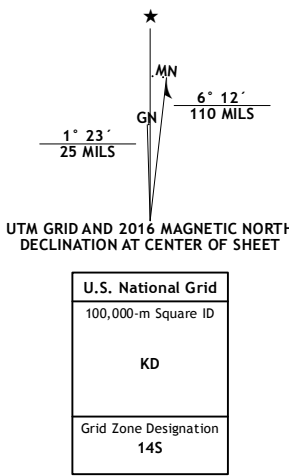 ★
MN
GN
6° 12´
110 MILS
1° 23´
25 MILS
UTM GRID AND 2016 MAGNETIC NORTH
DECLINATION AT CENTER OF SHEET
U.S. National Grid
100,000-m Square ID
KD
Grid Zone Designation
14S